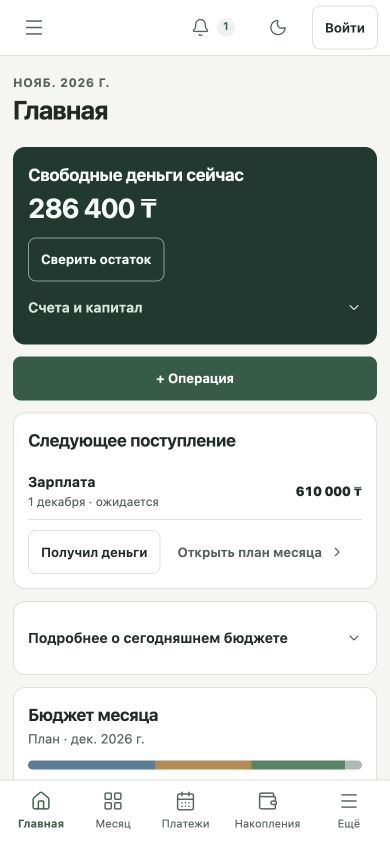 1
Войти
НОЯБ. 2026 Г.
Главная
Свободные деньги сейчас
286 400 ₸
Сверить остаток
Счета и капитал
+ Операция
Следующее поступление
Зарплата
610 000 ₸
1 декабря · ожидается
Получил деньги
Открыть план месяца
Подробнее о сегодняшнем бюджете
Бюджет месяца
План · дек. 2026 г.
Главная
Месяц
Платежи
Накопления
Ещё